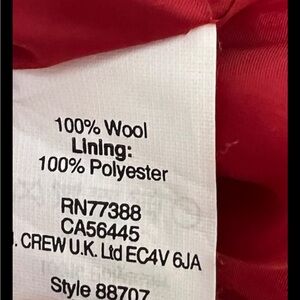 100% Wool
Lining:
100% Polyester
RN77388
CA56445
. CREW U.K. Ltd EC4V 6JA
Style 88707